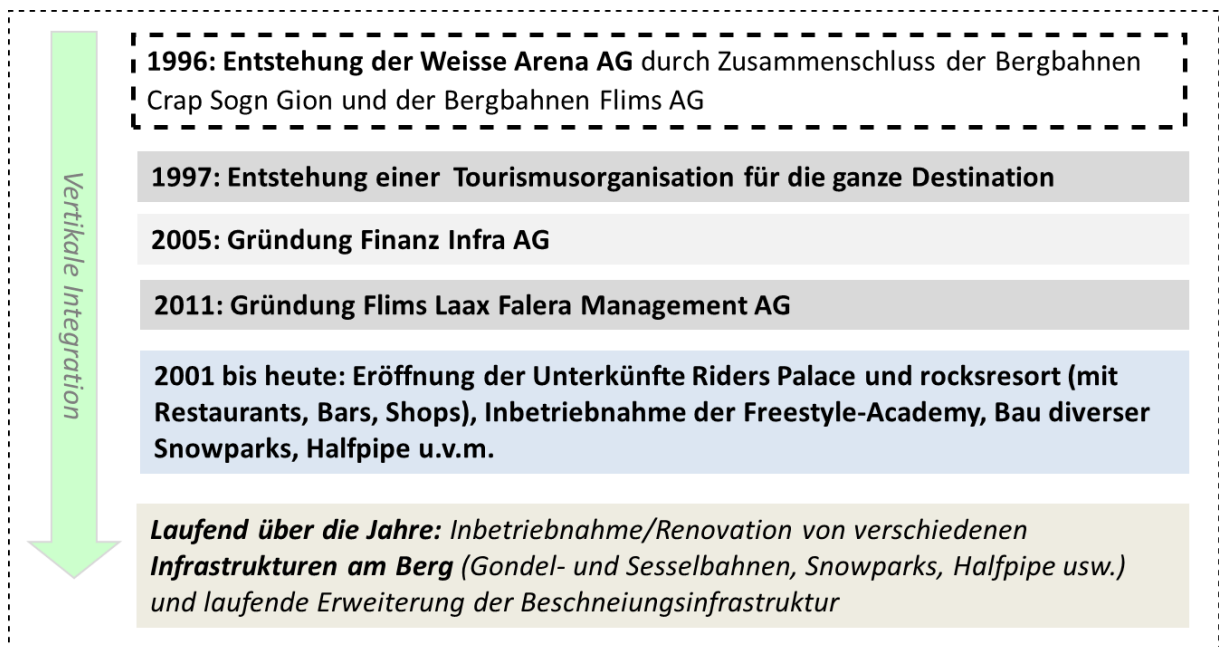 Vertikale Integration
1996: Entstehung der Weisse Arena AG durch Zusammenschluss der Bergbahnen
Crap Sogn Gion und der Bergbahnen Flims AG
1997: Entstehung einer Tourismusorganisation für die ganze Destination
2005: Gründung Finanz Infra AG
2011: Gründung Flims Laax Falera Management AG
2001 bis heute: Eröffnung der Unterkünfte Riders Palace und rocksresort (mit
Restaurants, Bars, Shops), Inbetriebnahme der Freestyle-Academy, Bau diverser
Snowparks, Halfpipe u.v.m.
Laufend über die Jahre: Inbetriebnahme/Renovation von verschiedenen
Infrastrukturen am Berg (Gondel- und Sesselbahnen, Snowparks, Halfpipe usw.)
und laufende Erweiterung der Beschneiungsinfrastruktur